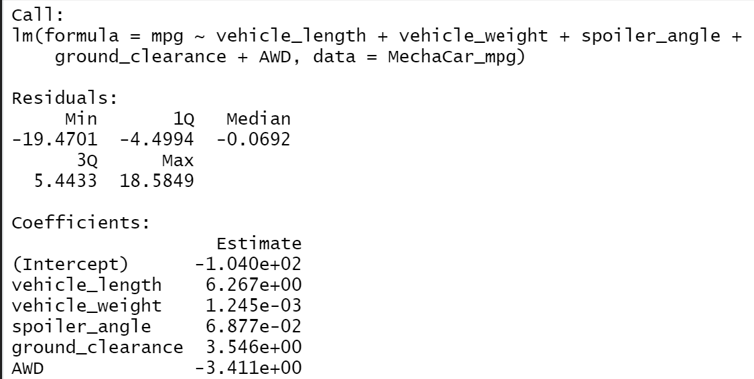 Call:
lm(formula = mpg ~ vehicle_length + vehicle_weight + spoiler_angle +
    ground_clearance + AWD, data = MechaCar_mpg)

Residuals:
     Min       1Q   Median
-19.4701  -4.4994  -0.0692
      3Q      Max
  5.4433  18.5849

Coefficients:
                   Estimate
(Intercept)      -1.040e+02
vehicle_length    6.267e+00
vehicle_weight    1.245e-03
spoiler_angle     6.877e-02
ground_clearance  3.546e+00
AWD              -3.411e+00